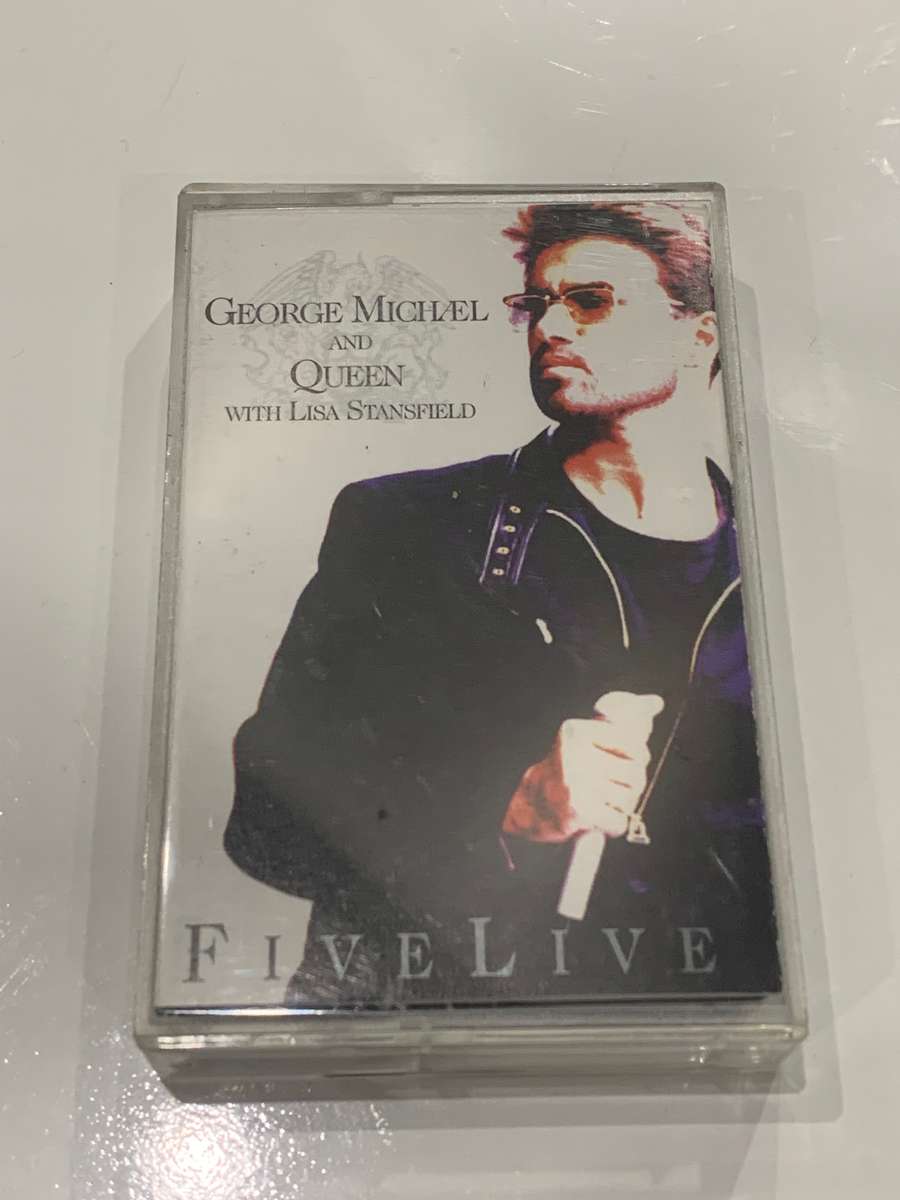 GEORGE MICHÆL
AND
QUEEN
WITH LISA STANSFIELD
FIVELIVE